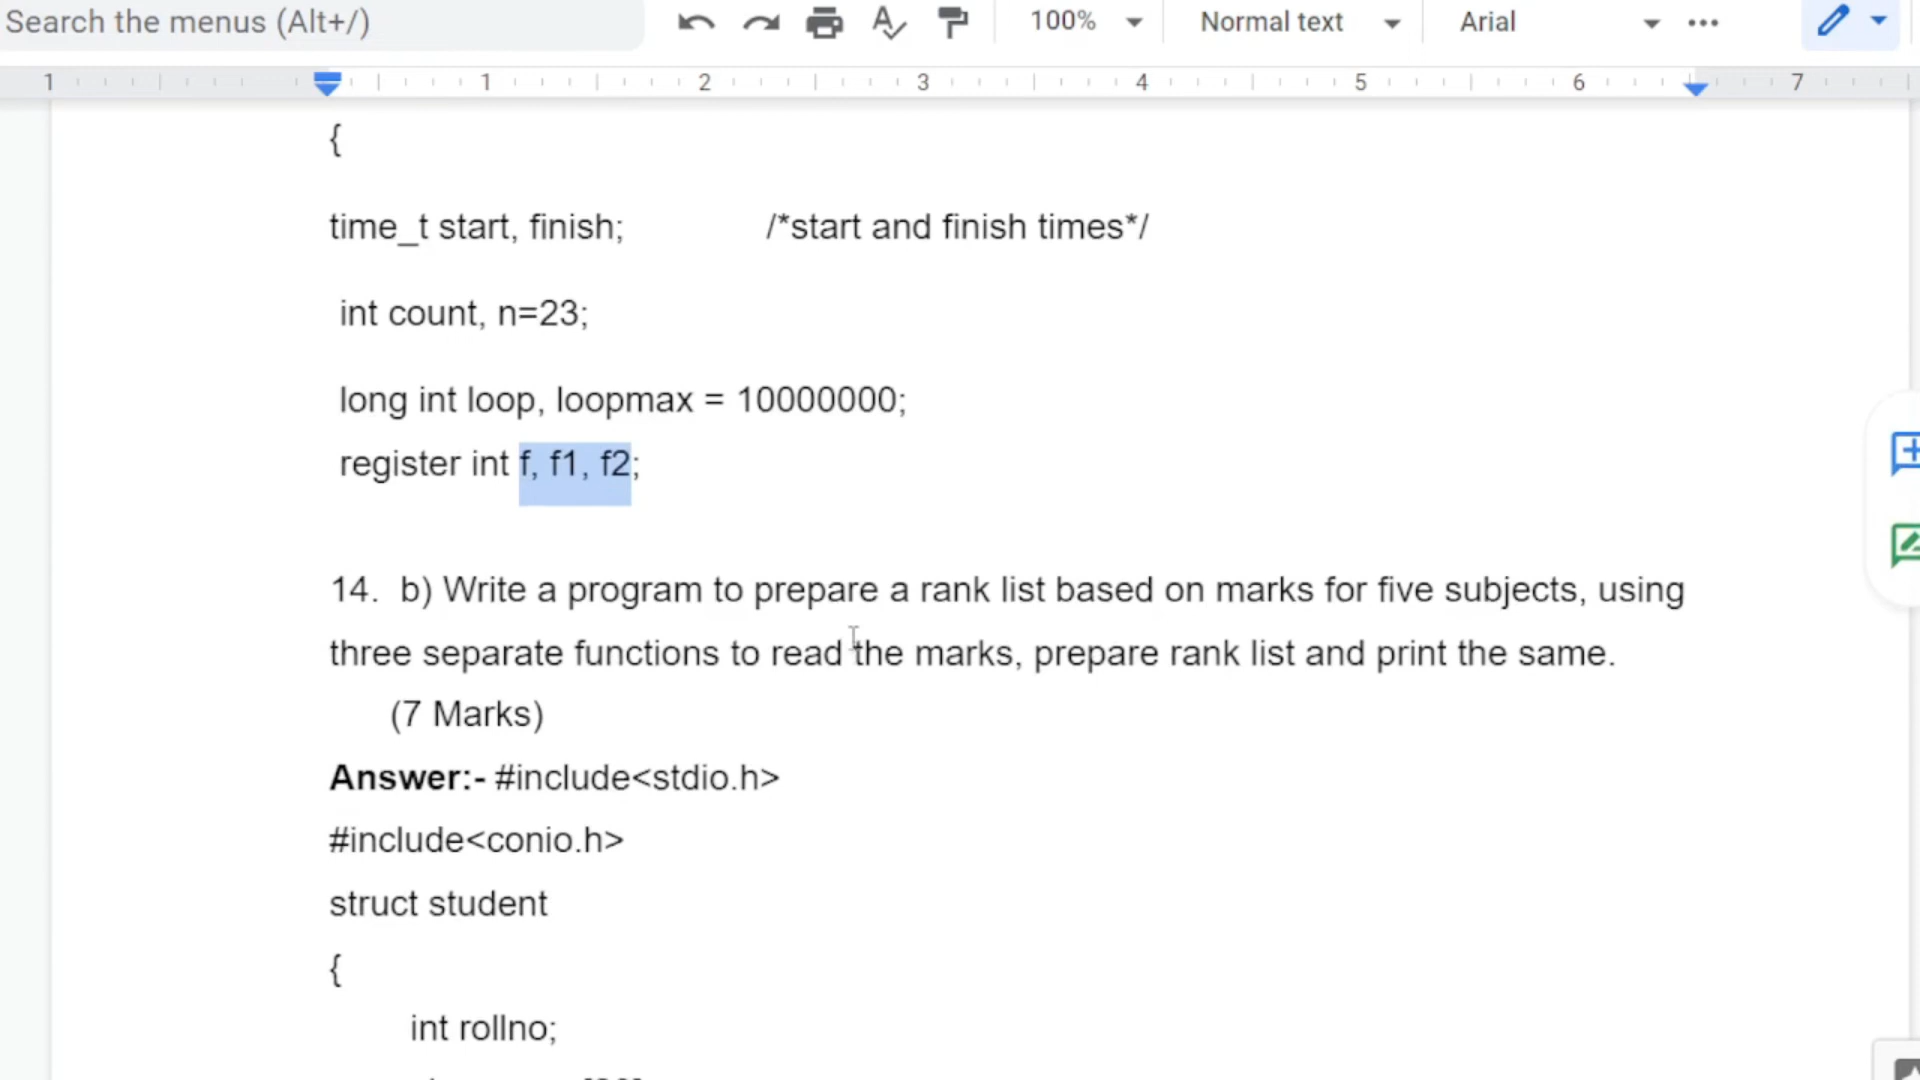 Search the menus (Alt+/)
100%
Normal text
Arial
1 1 2 3 4 5 6 7
{
time_t start, finish; /*start and finish times*/
int count, n=23;
long int loop, loopmax = 10000000;
register int f, f1, f2;
14. b) Write a program to prepare a rank list based on marks for five subjects, using
three separate functions to read the marks, prepare rank list and print the same.
(7 Marks)
Answer:- #include<stdio.h>
#include<conio.h>
struct student
{
int rollno;